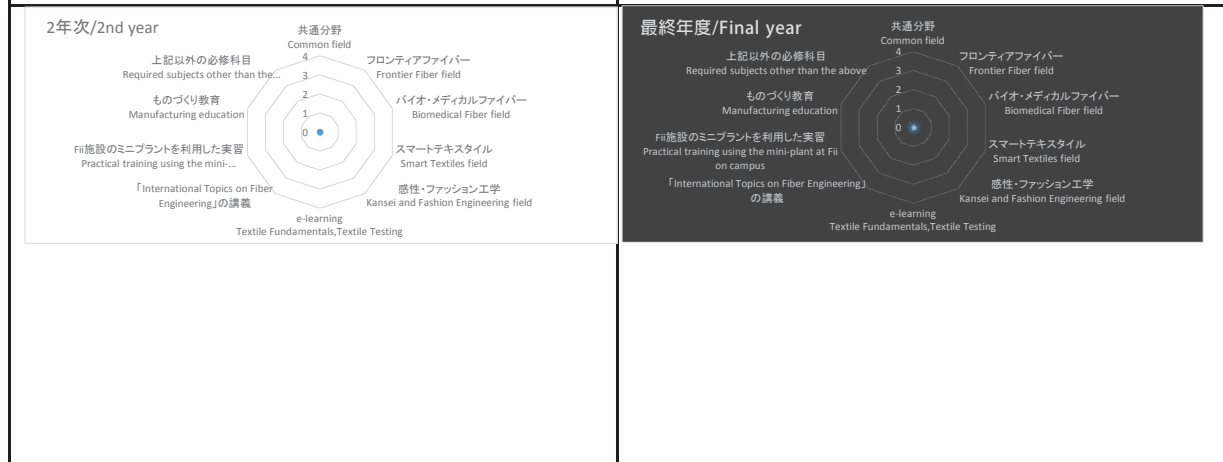 2年次/2nd year
共通分野
Common field
フロンティアファイバー
Frontier Fiber field
バイオ・メディカルファイバー
Biomedical Fiber field
スマートテキスタイル
Smart Textiles field
感性・ファッション工学
Kansei and Fashion Engineering field
e-learning
Textile Fundamentals,Textile Testing
「International Topics on Fiber
Engineering」の講義
Fii施設のミニプラントを利用した実習
Practical training using the mini-…
ものづくり教育
Manufacturing education
上記以外の必修科目
Required subjects other than the…
4
3
2
1
0
最終年度/Final year
共通分野
Common field
フロンティアファイバー
Frontier Fiber field
バイオ・メディカルファイバー
Biomedical Fiber field
スマートテキスタイル
Smart Textiles field
感性・ファッション工学
Kansei and Fashion Engineering field
e-learning
Textile Fundamentals,Textile Testing
「International Topics on Fiber Engineering」
の講義
Fii施設のミニプラントを利用した実習
Practical training using the mini-plant at Fii
on campus
ものづくり教育
Manufacturing education
上記以外の必修科目
Required subjects other than the above
4
3
2
1
0